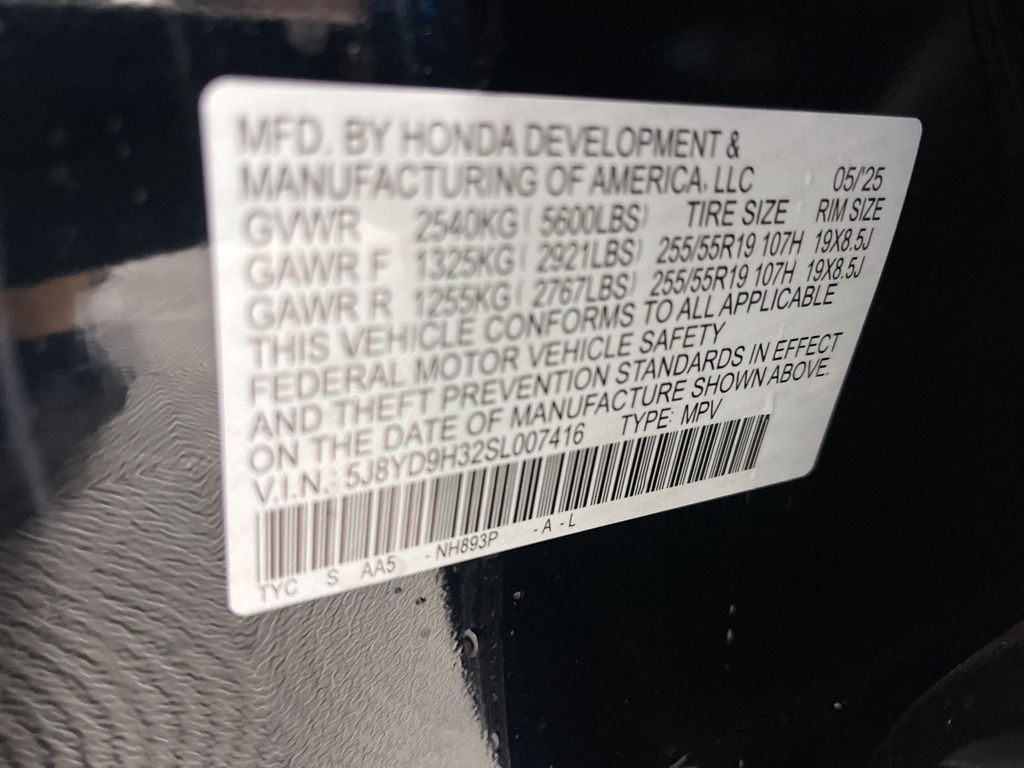 MFD. BY HONDA DEVELOPMENT &
MANUFACTURING OF AMERICA, LLC 05/'25
GVWR 2540KG ( 5600LBS) TIRE SIZE RIM SIZE
GAWR F 1325KG ( 2921LBS) 255/55R19 107H 19X8.5J
GAWR R 1255KG ( 2767LBS) 255/55R19 107H 19X8.5J
THIS VEHICLE CONFORMS TO ALL APPLICABLE
FEDERAL MOTOR VEHICLE SAFETY
AND THEFT PREVENTION STANDARDS IN EFFECT
ON THE DATE OF MANUFACTURE SHOWN ABOVE.
V.I.N.: 5J8YD9H32SL007416 TYPE: MPV
TYC S AA5 -NH893P -A -L